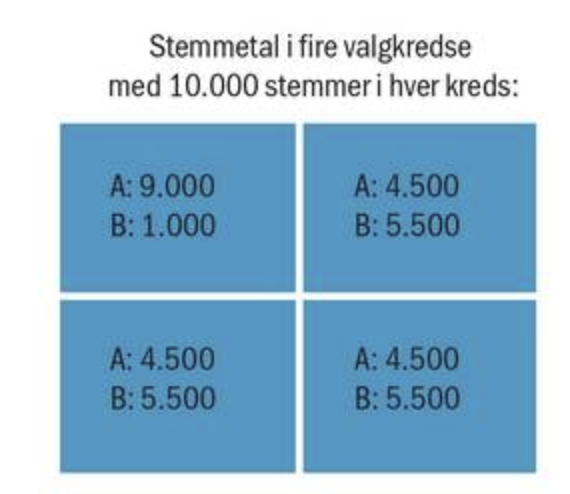 Stemmetal i fire valgkredse
med 10.000 stemmer i hver kreds:
A: 9.000
B: 1.000
A: 4.500
B: 5.500
A: 4.500
B: 5.500
A: 4.500
B: 5.500